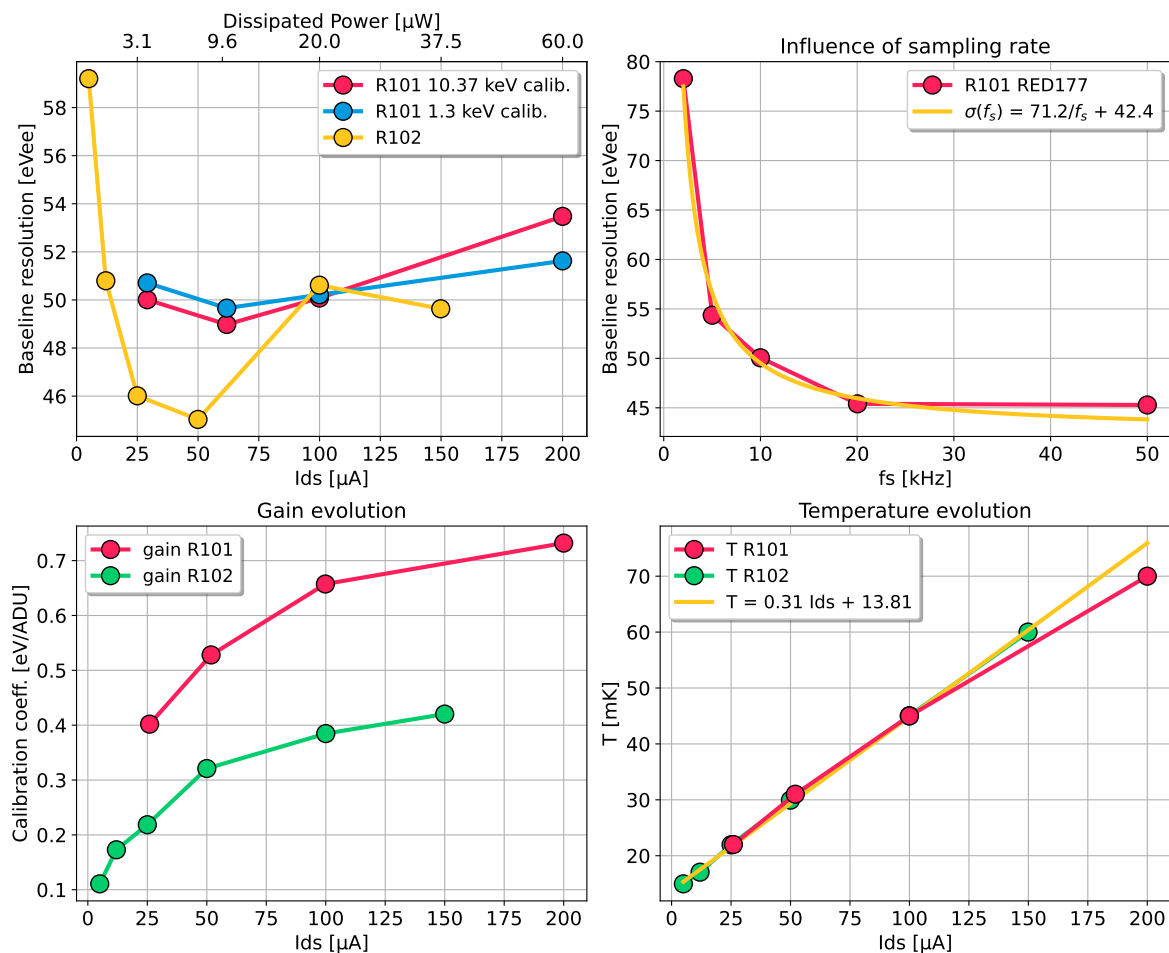 Dissipated Power [μW]
3.1 9.6 20.0 37.5 60.0
Baseline resolution [eVee]
58
56
54
52
50
48
46
R101 10.37 keV calib.
R101 1.3 keV calib.
R102
0 25 50 75 100 125 150 175 200
Ids [μA]
Influence of sampling rate
Baseline resolution [eVee]
80
75
70
65
60
55
50
45
R101 RED177
σ(fₛ) = 71.2/fₛ + 42.4
0 10 20 30 40 50
fs [kHz]
Gain evolution
Calibration coeff. [eV/ADU]
0.7
0.6
0.5
0.4
0.3
0.2
0.1
gain R101
gain R102
0 25 50 75 100 125 150 175 200
Ids [μA]
Temperature evolution
T [mK]
70
60
50
40
30
20
T R101
T R102
T = 0.31 Ids + 13.81
0 25 50 75 100 125 150 175 200
Ids [μA]